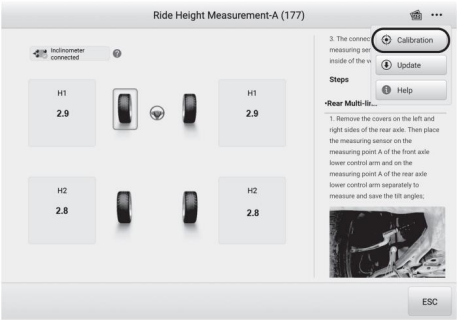 Ride Height Measurement-A (177)
Inclinometer
connected
H1
2.9
H1
2.9
H2
2.8
H2
2.8
3. The connec
measuring ser
inside of the v
Steps
•Rear Multi-lin...
1. Remove the covers on the left and
right sides of the rear axle. Then place
the measuring sensor on the
measuring point A of the front axle
lower control arm and on the
measuring point A of the rear axle
lower control arm separately to
measure and save the tilt angles;
Calibration
Update
Help
ESC